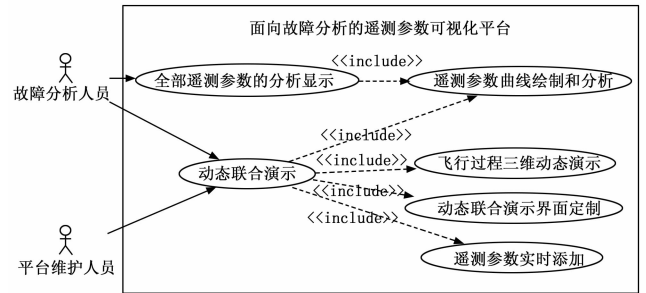 面向故障分析的遥测参数可视化平台
<<include>>
全部遥测参数的分析显示
遥测参数曲线绘制和分析
故障分析人员
<<include>>
<<include>>
飞行过程三维动态演示
动态联合演示
<<include>>
动态联合演示界面定制
<<include>>
遥测参数实时添加
平台维护人员